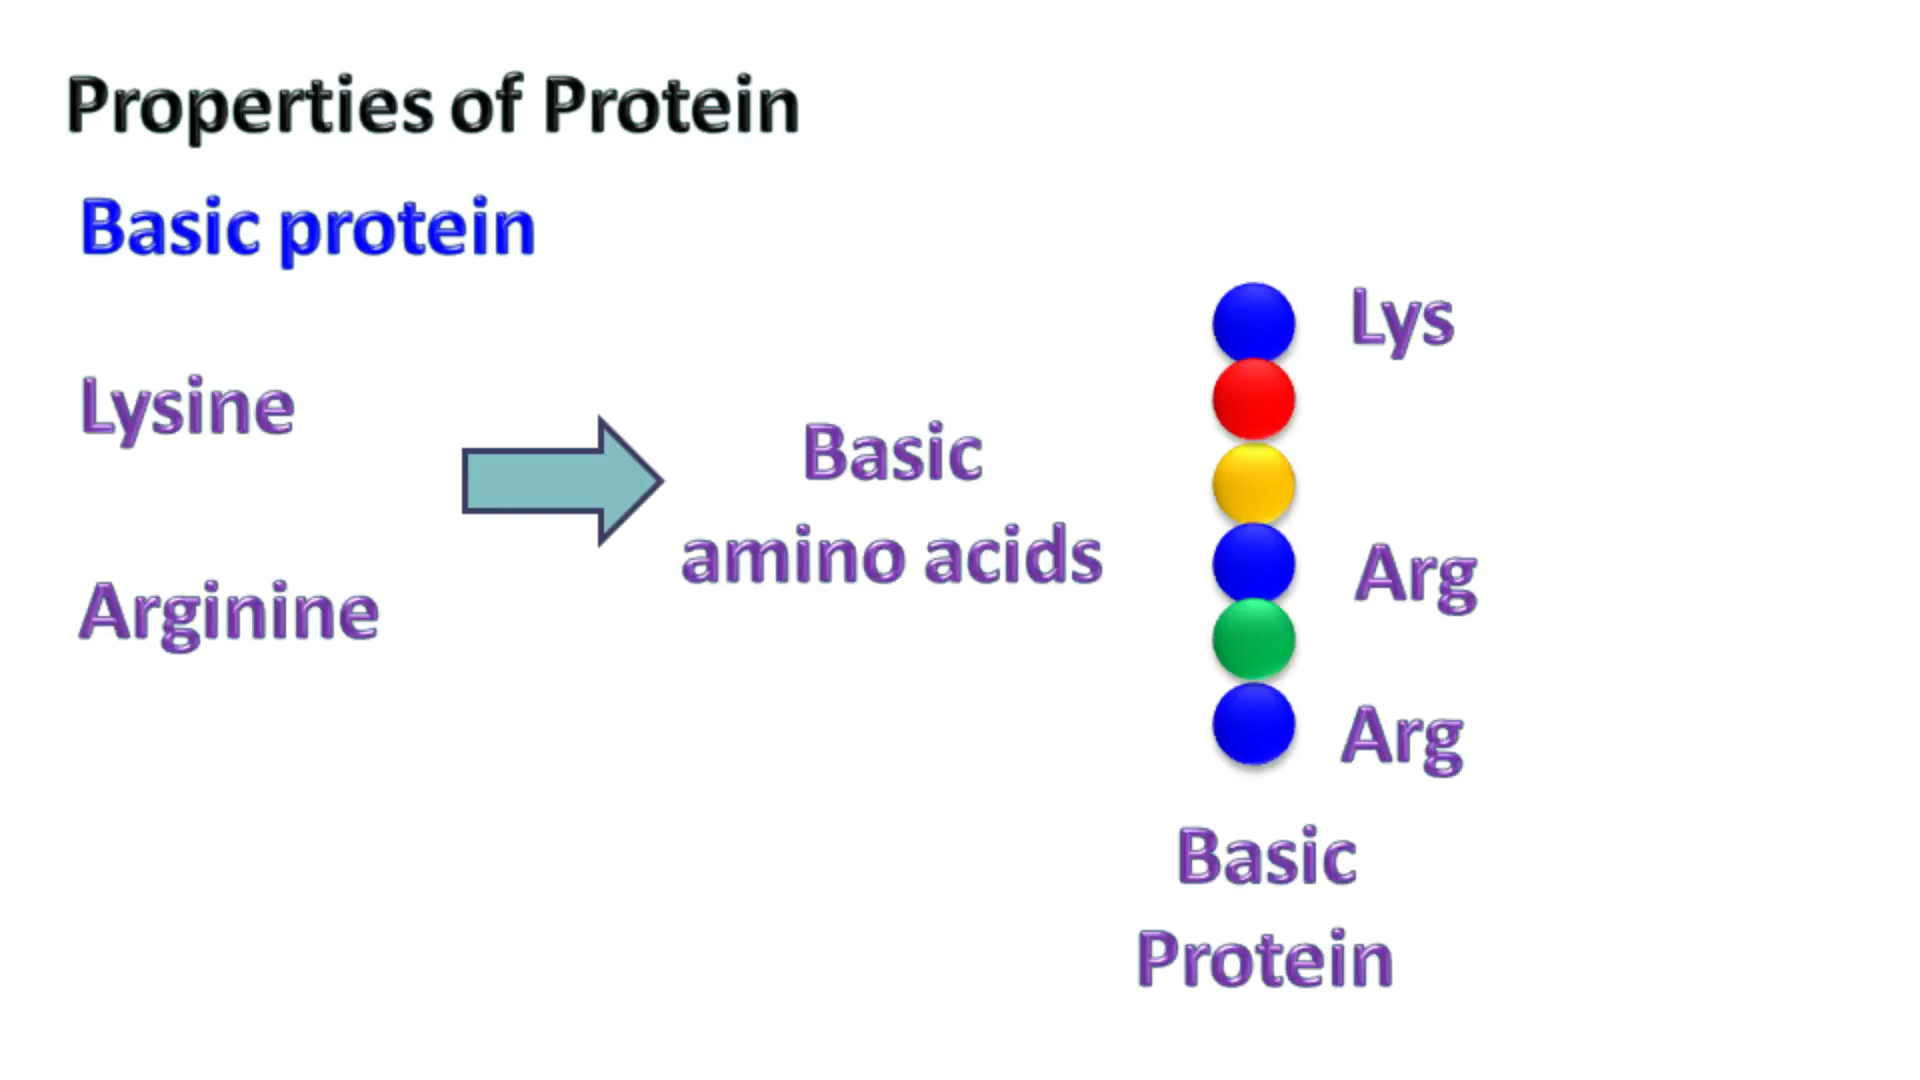 Properties of Protein
Basic protein
Lysine
Arginine
Basic
amino acids
Lys
Arg
Arg
Basic
Protein